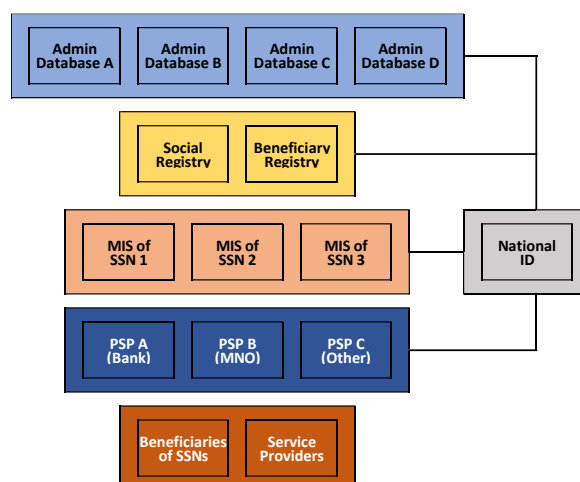 Admin
Database A
Admin
Database B
Admin
Database C
Admin
Database D
Social
Registry
Beneficiary
Registry
MIS of
SSN 1
MIS of
SSN 2
MIS of
SSN 3
National
ID
PSP A
(Bank)
PSP B
(MNO)
PSP C
(Other)
Beneficiaries
of SSNs
Service
Providers